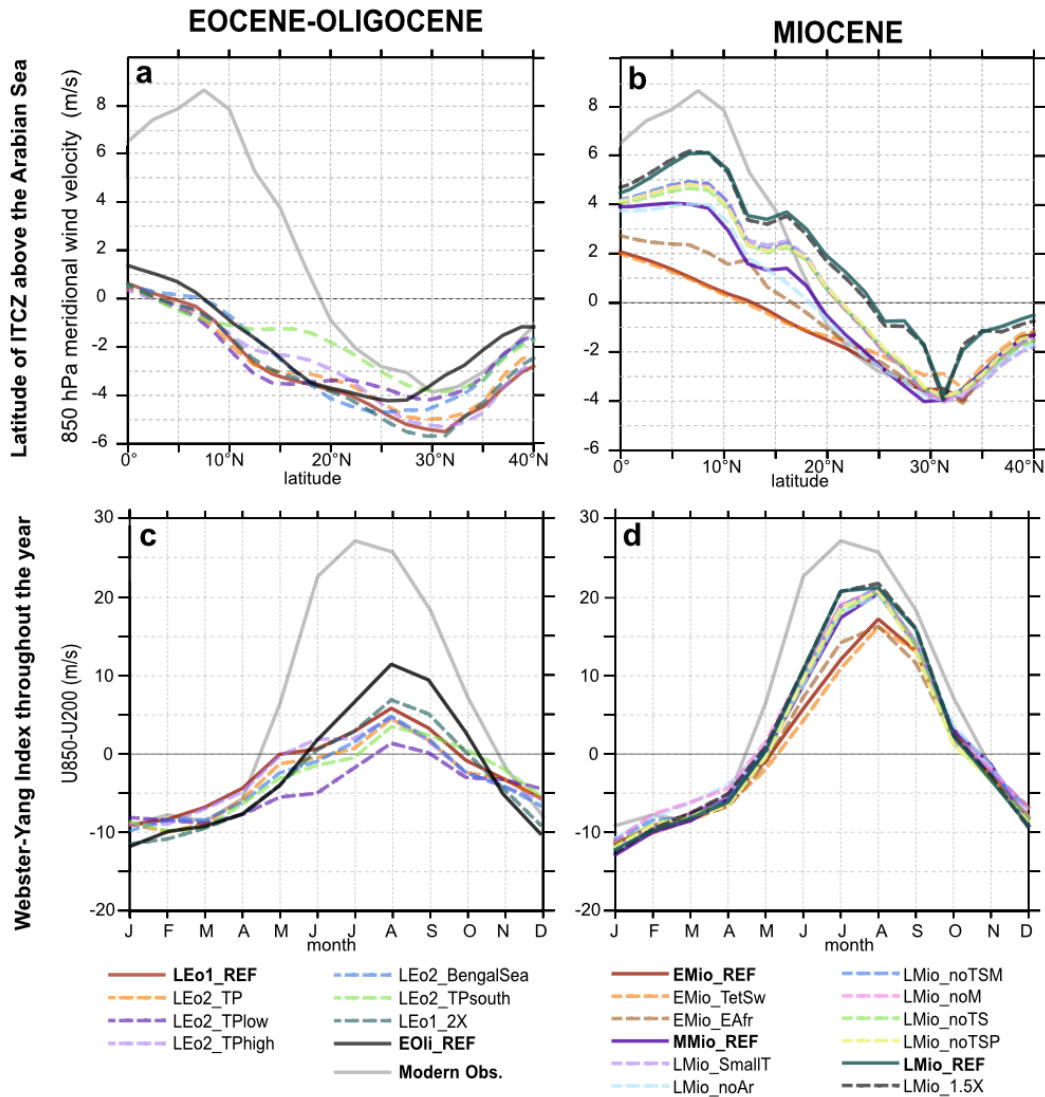 EOCENE-OLIGOCENE
MIOCENE
Latitude of ITCZ above the Arabian Sea
850 hPa meridional wind velocity (m/s)
a
8
6
4
2
0
-2
-4
-6
0°
10°N
20°N
30°N
40°N
latitude
b
8
6
4
2
0
-2
-4
-6
0°
10°N
20°N
30°N
40°N
latitude
Webster-Yang Index throughout the year
U850-U200 (m/s)
c
30
20
10
0
-10
-20
J F M A M J J A S O N D
month
d
30
20
10
0
-10
-20
J F M A M J J A S O N D
month
LEo1_REF
LEo2_TP
LEo2_TPlow
LEo2_TPhigh
LEo2_BengalSea
LEo2_TPsouth
LEo1_2X
EOli_REF
Modern Obs.
EMio_REF
EMio_TetSw
EMio_EAfr
MMio_REF
LMio_SmallT
LMio_noAr
LMio_noTSM
LMio_noM
LMio_noTS
LMio_noTSP
LMio_REF
LMio_1.5X